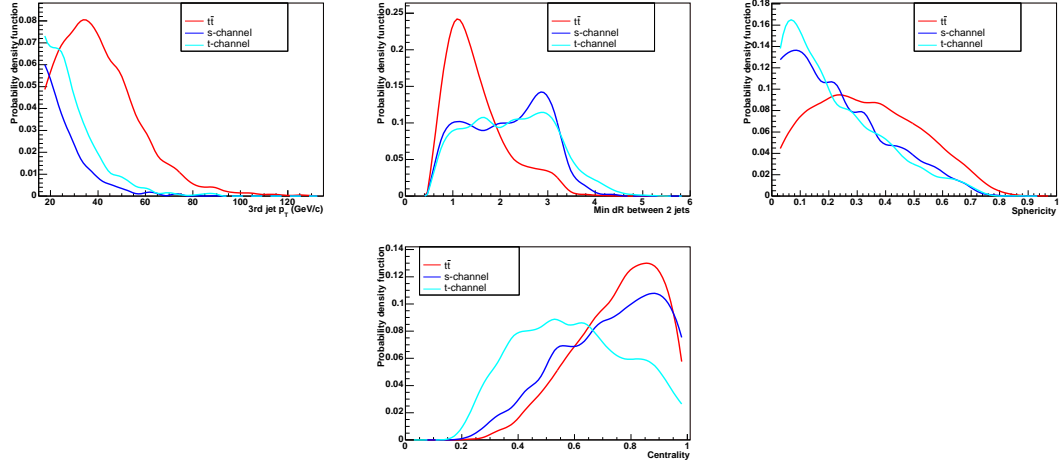 Probability density function
0.08
0.07
0.06
0.05
0.04
0.03
0.02
0.01
0
tt̄
s-channel
t-channel
20 40 60 80 100 120
3rd jet pT (GeV/c)
Probability density function
0.25
0.2
0.15
0.1
0.05
0
tt̄
s-channel
t-channel
0 1 2 3 4 5 6
Min dR between 2 jets
Probability density function
0.18
0.16
0.14
0.12
0.1
0.08
0.06
0.04
0.02
0
tt̄
s-channel
t-channel
0 0.1 0.2 0.3 0.4 0.5 0.6 0.7 0.8 0.9 1
Sphericity
Probability density function
0.14
0.12
0.1
0.08
0.06
0.04
0.02
0
tt̄
s-channel
t-channel
0 0.2 0.4 0.6 0.8 1
Centrality